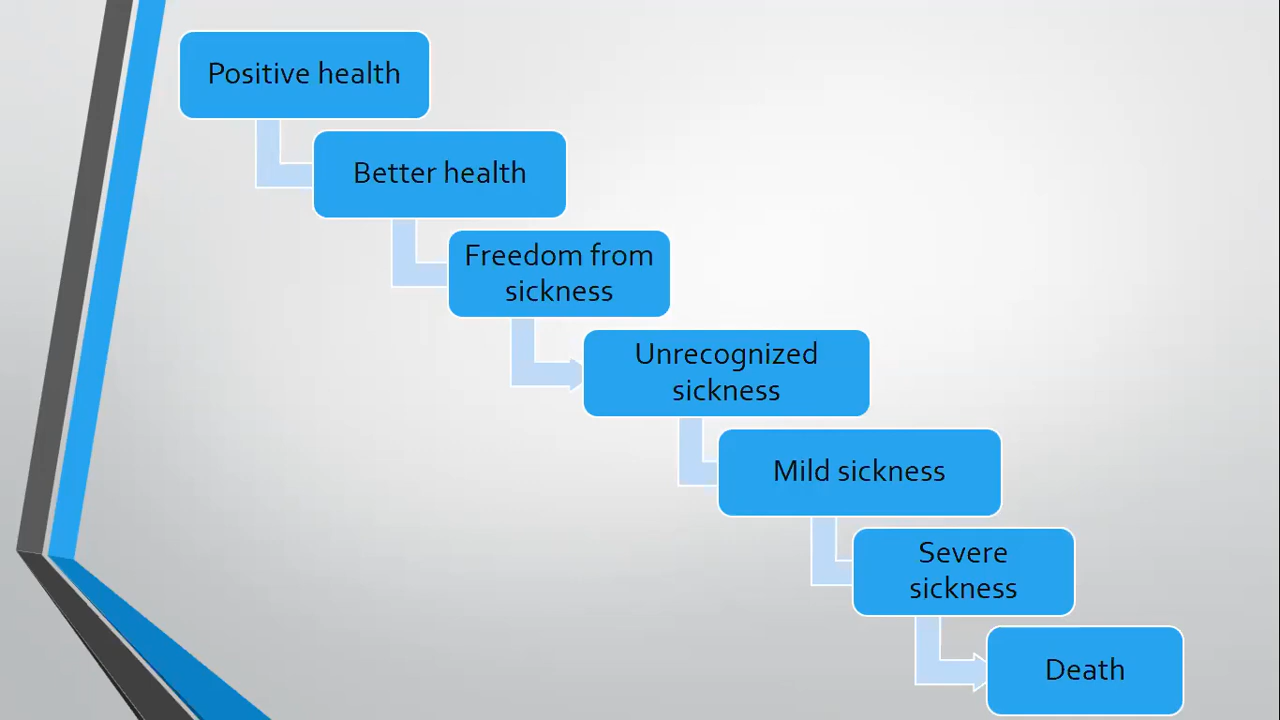 Positive health
Better health
Freedom from
sickness
Unrecognized
sickness
Mild sickness
Severe
sickness
Death